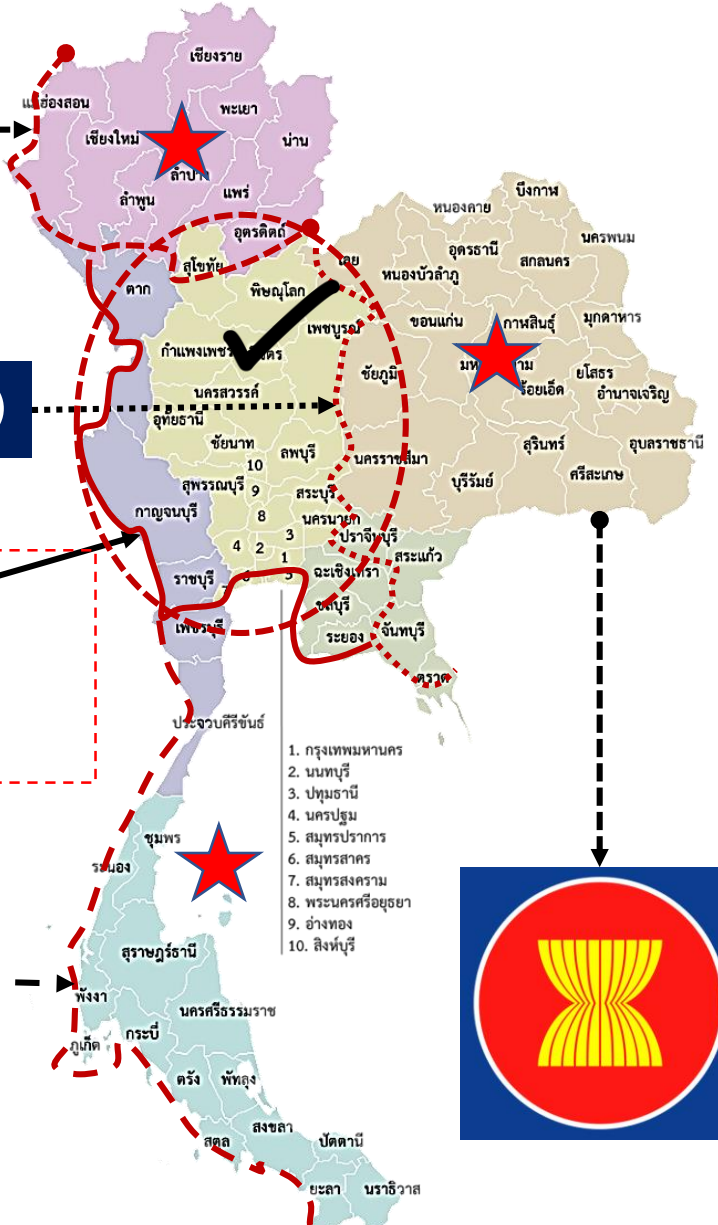 เชียงราย
แม่ฮ่องสอน
พะเยา
เชียงใหม่
น่าน
ลำปาง
ลำพูน
แพร่
อุตรดิตถ์
สุโขทัย
ตาก
พิษณุโลก
เพชรบูรณ์
กำแพงเพชร
นครสวรรค์
อุทัยธานี
ชัยนาท
ลพบุรี
10
สุพรรณบุรี
9
สระบุรี
8
นครนายก
4
2
3
1
5
กาญจนบุรี
ราชบุรี
เพชรบุรี
ประจวบคีรีขันธ์
บึงกาฬ
หนองคาย
เลย
อุดรธานี
นครพนม
หนองบัวลำภู
สกลนคร
ขอนแก่น
กาฬสินธุ์
มุกดาหาร
ชัยภูมิ
ร้อยเอ็ด
ยโสธร
อำนาจเจริญ
นครราชสีมา
บุรีรัมย์
สุรินทร์
ศรีสะเกษ
อุบลราชธานี
ปราจีนบุรี
สระแก้ว
ฉะเชิงเทรา
ชลบุรี
ระยอง
จันทบุรี
ตราด
1. กรุงเทพมหานคร
2. นนทบุรี
3. ปทุมธานี
4. นครปฐม
5. สมุทรปราการ
6. สมุทรสาคร
7. สมุทรสงคราม
8. พระนครศรีอยุธยา
9. อ่างทอง
10. สิงห์บุรี
ชุมพร
ระนอง
สุราษฎร์ธานี
พังงา
นครศรีธรรมราช
ภูเก็ต
กระบี่
ตรัง
พัทลุง
สตูล
สงขลา
ปัตตานี
ยะลา
นราธิวาส